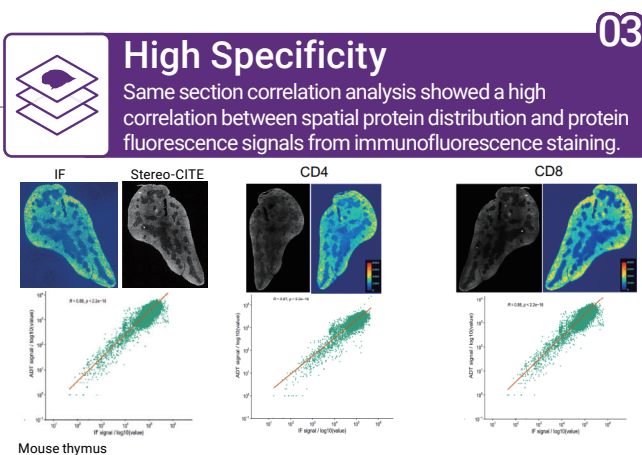 03
High Specificity
Same section correlation analysis showed a high
correlation between spatial protein distribution and protein
fluorescence signals from immunofluorescence staining.
IF Stereo-CITE CD4 CD8
ADT signal / log10(value)
IF signal / log10(value)
ADT signal / log10(value)
IF signal / log10(value)
ADT signal / log10(value)
IF signal / log10(value)
Mouse thymus